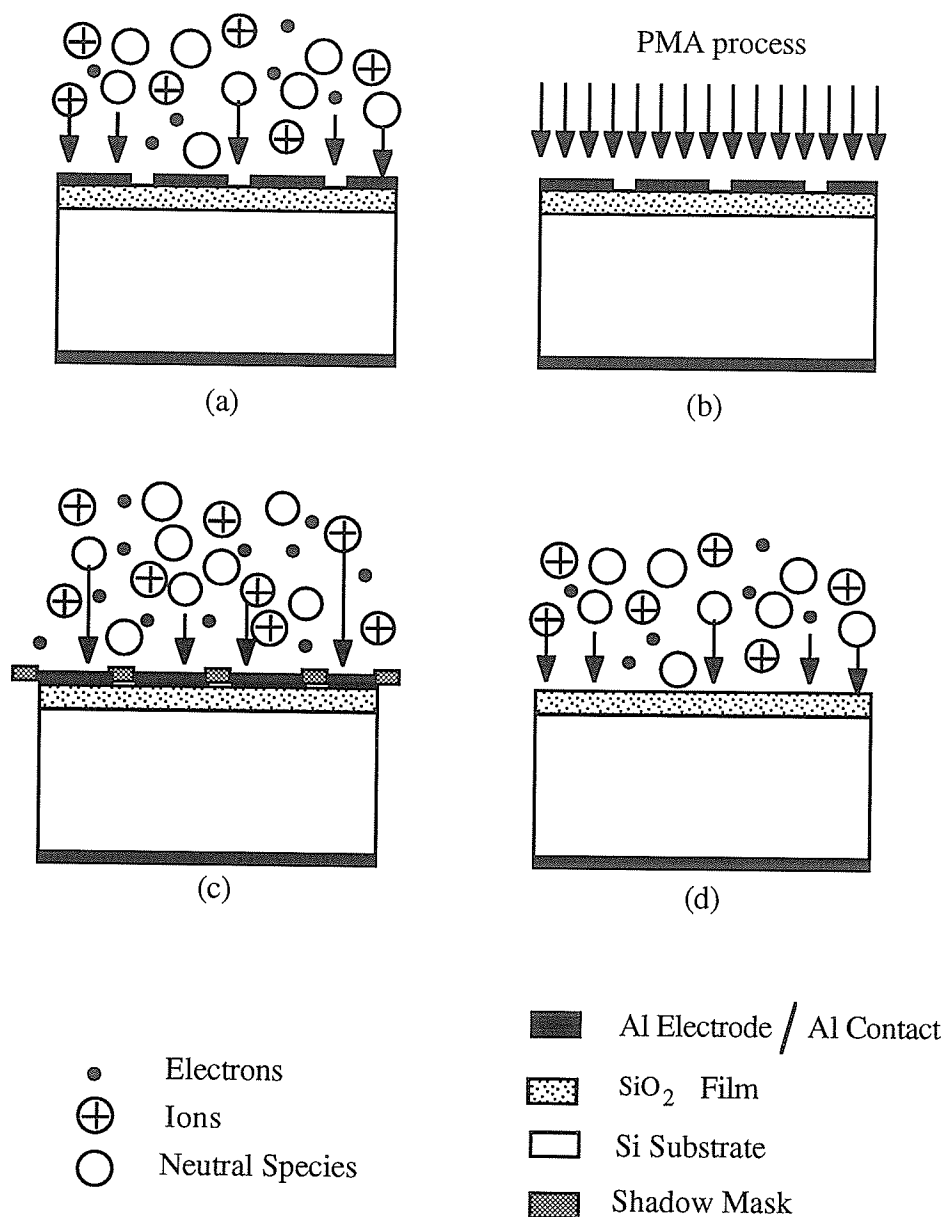 PMA process
(a)
(b)
(c)
(d)
Electrons
Ions
Neutral Species
Al Electrode / Al Contact
SiO2 Film
Si Substrate
Shadow Mask